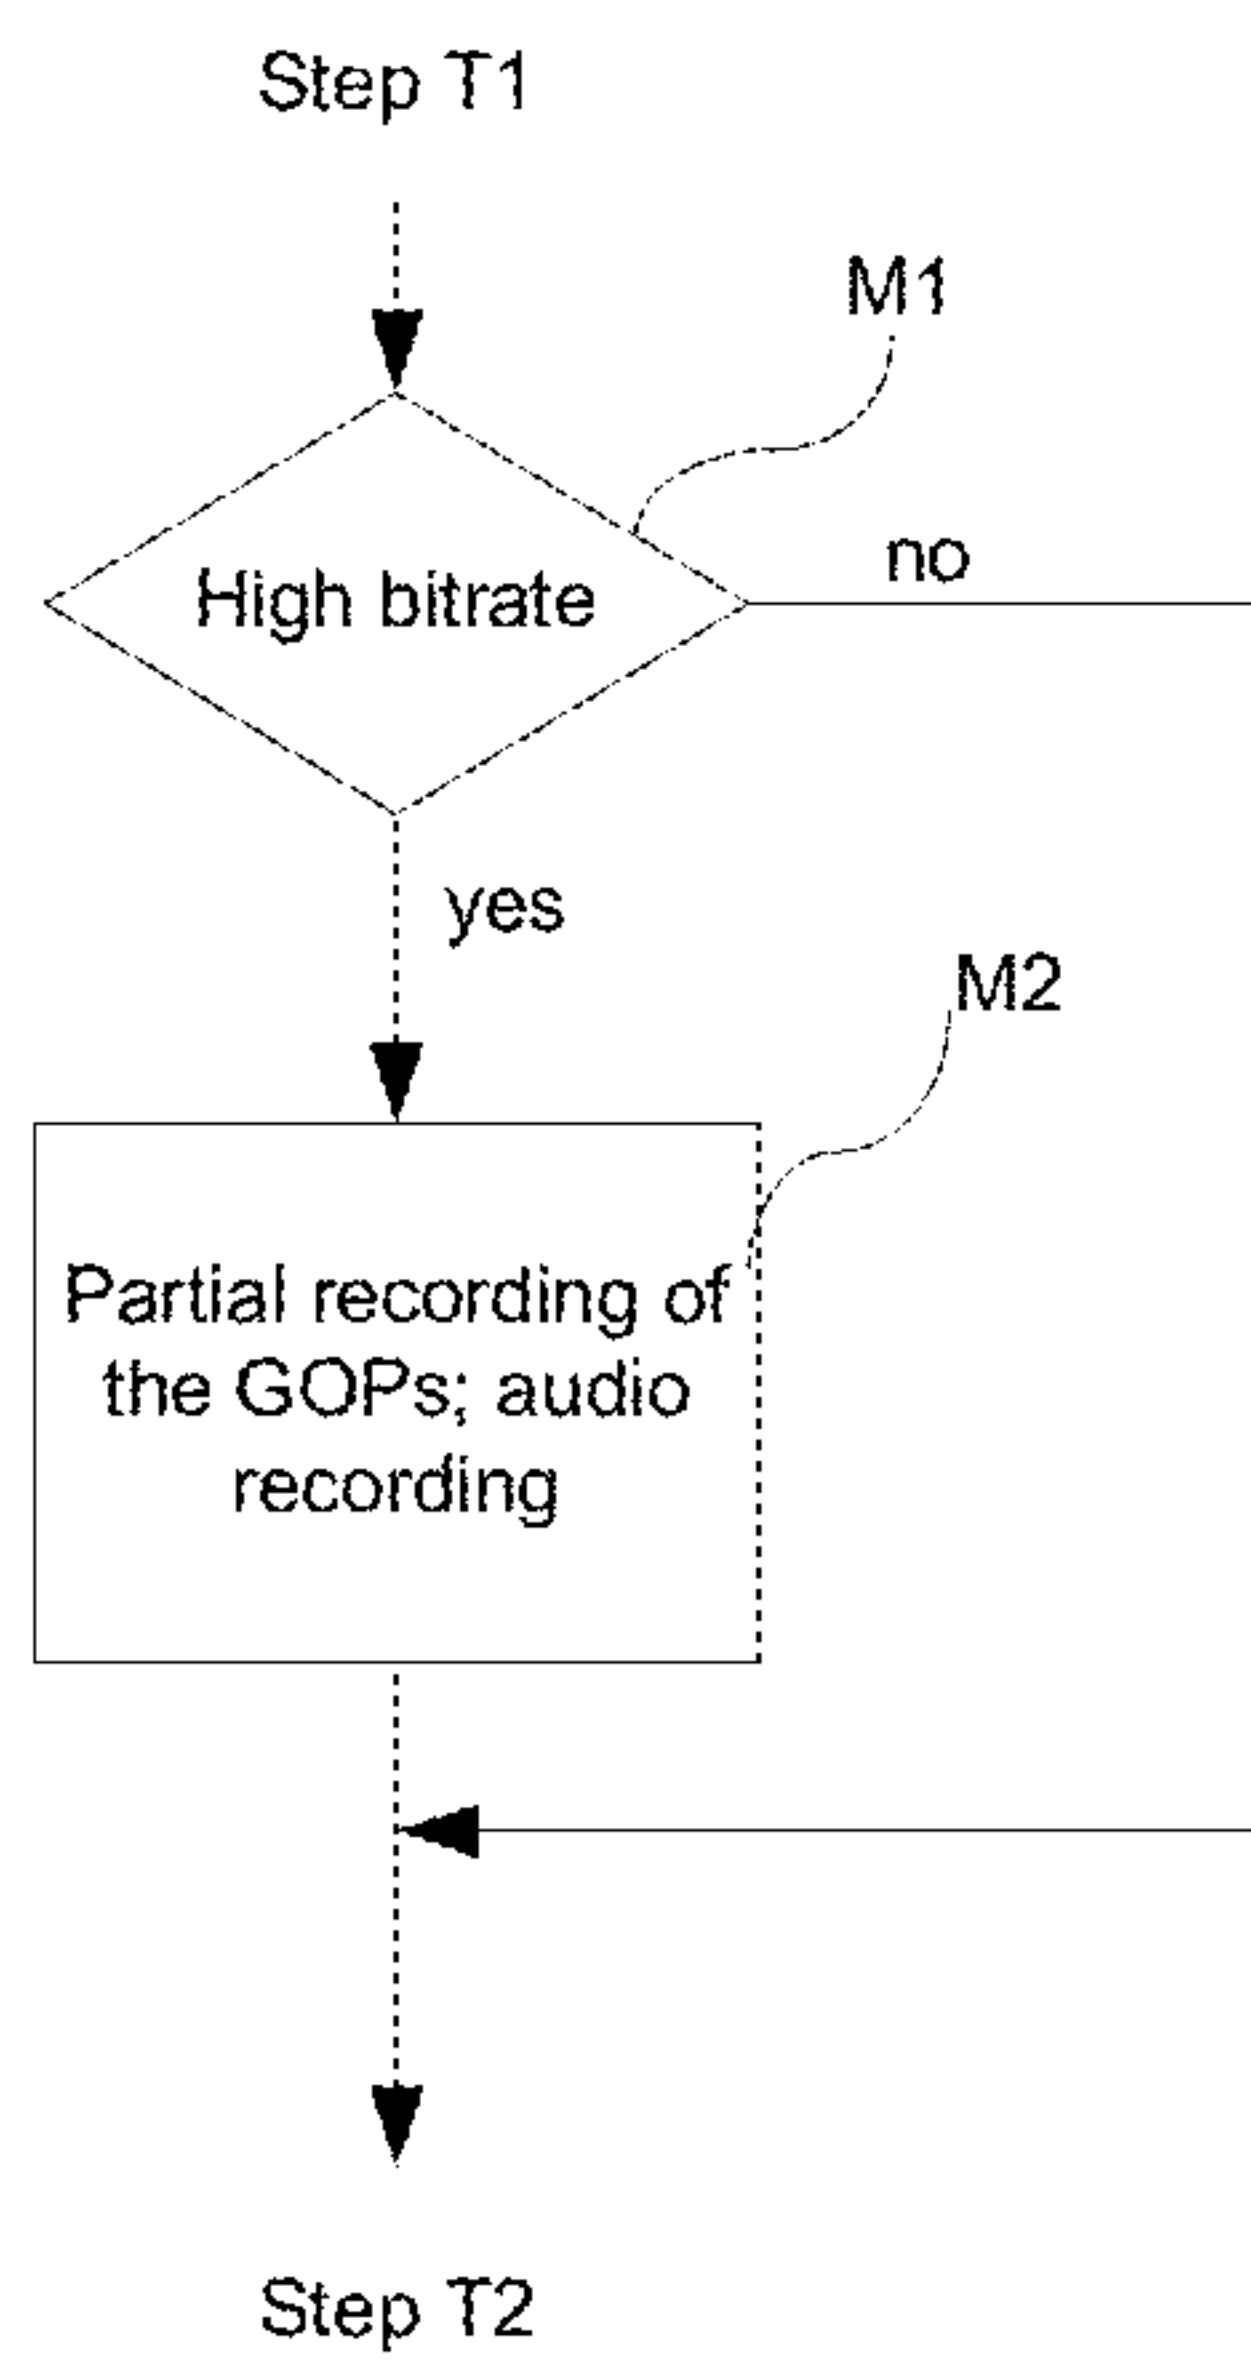 Step T1
M1
no
High bitrate
yes
M2
Partial recording of
the GOPs; audio
recording
Step T2